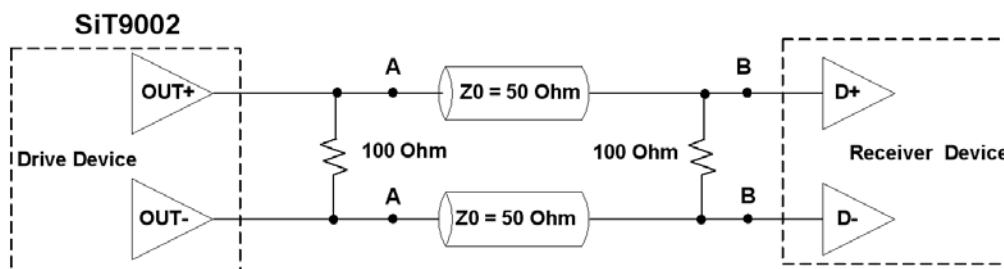 SiT9002
OUT+
A
Z0 = 50 Ohm
B
D+
Drive Device
100 Ohm
100 Ohm
Receiver Device
OUT-
A
Z0 = 50 Ohm
B
D-